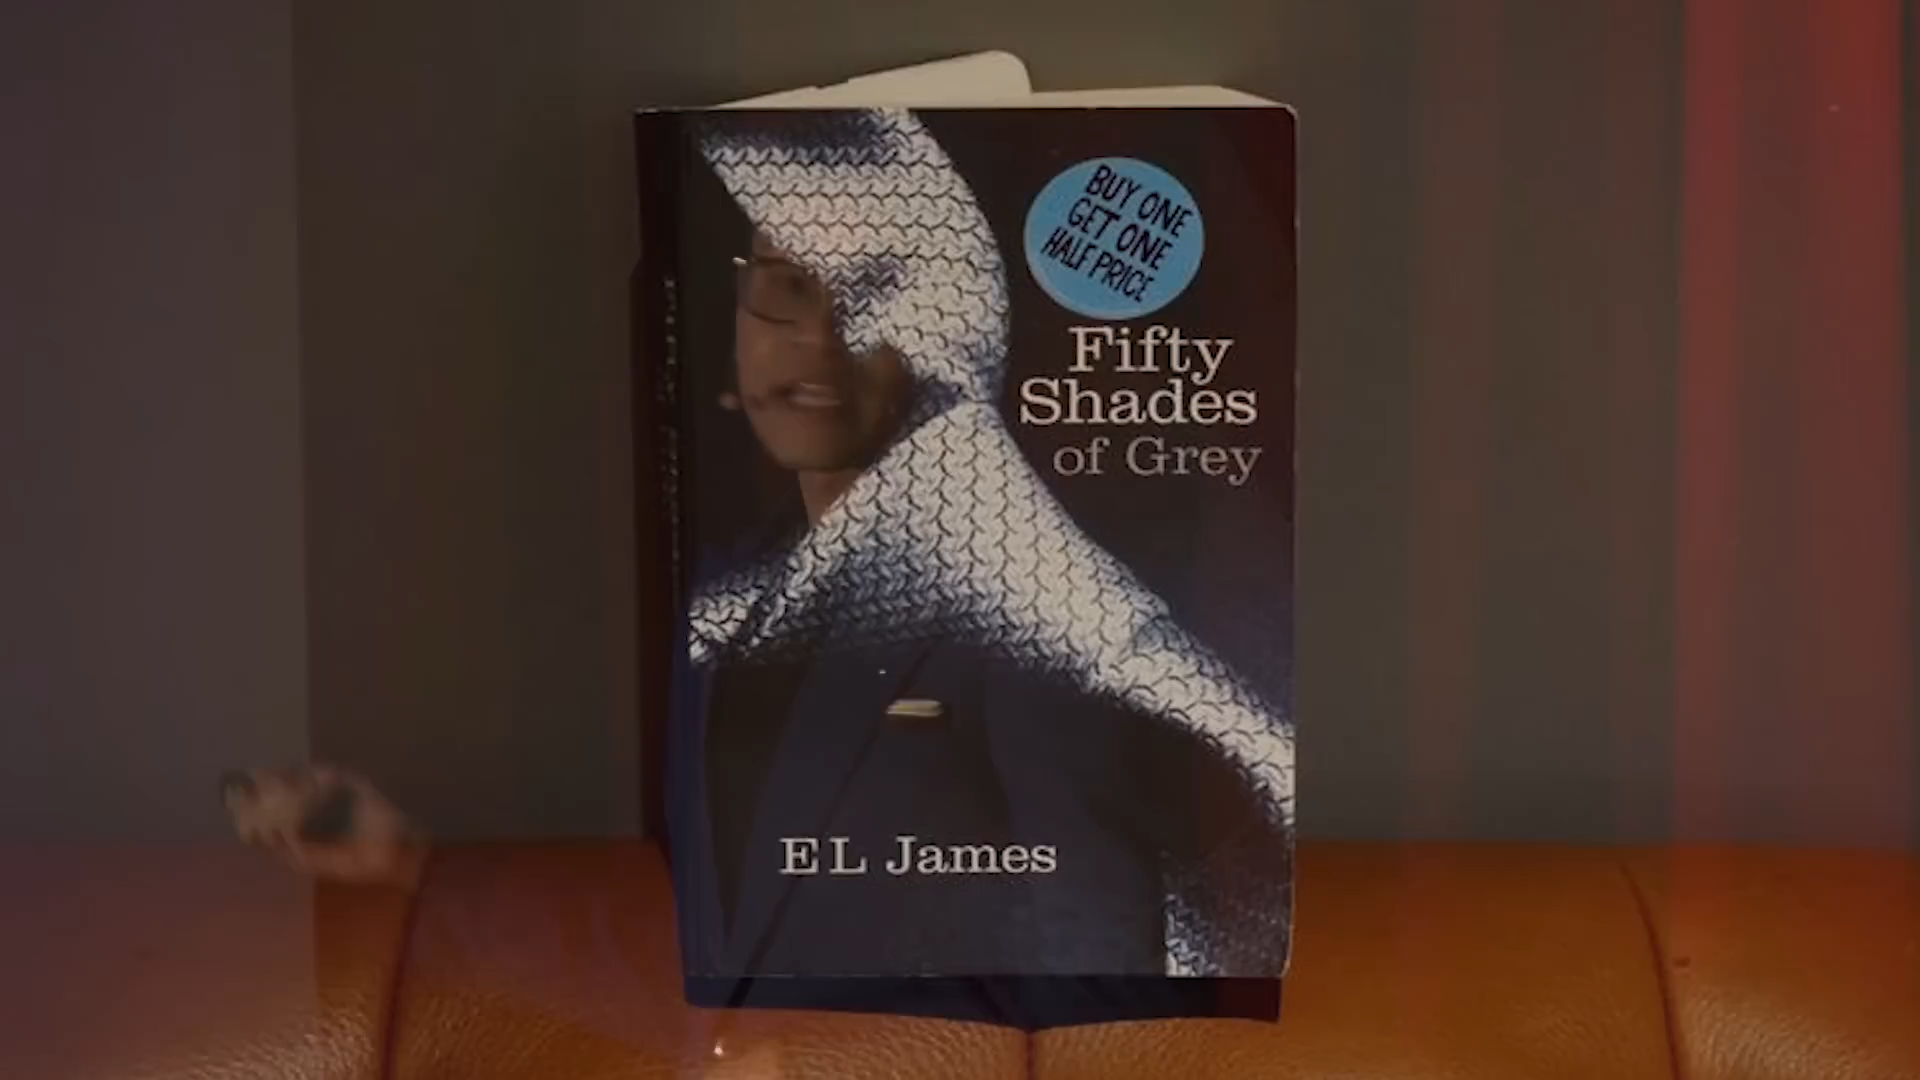 BUY ONE
GET ONE
HALF PRICE
Fifty
Shades
of Grey
E L James